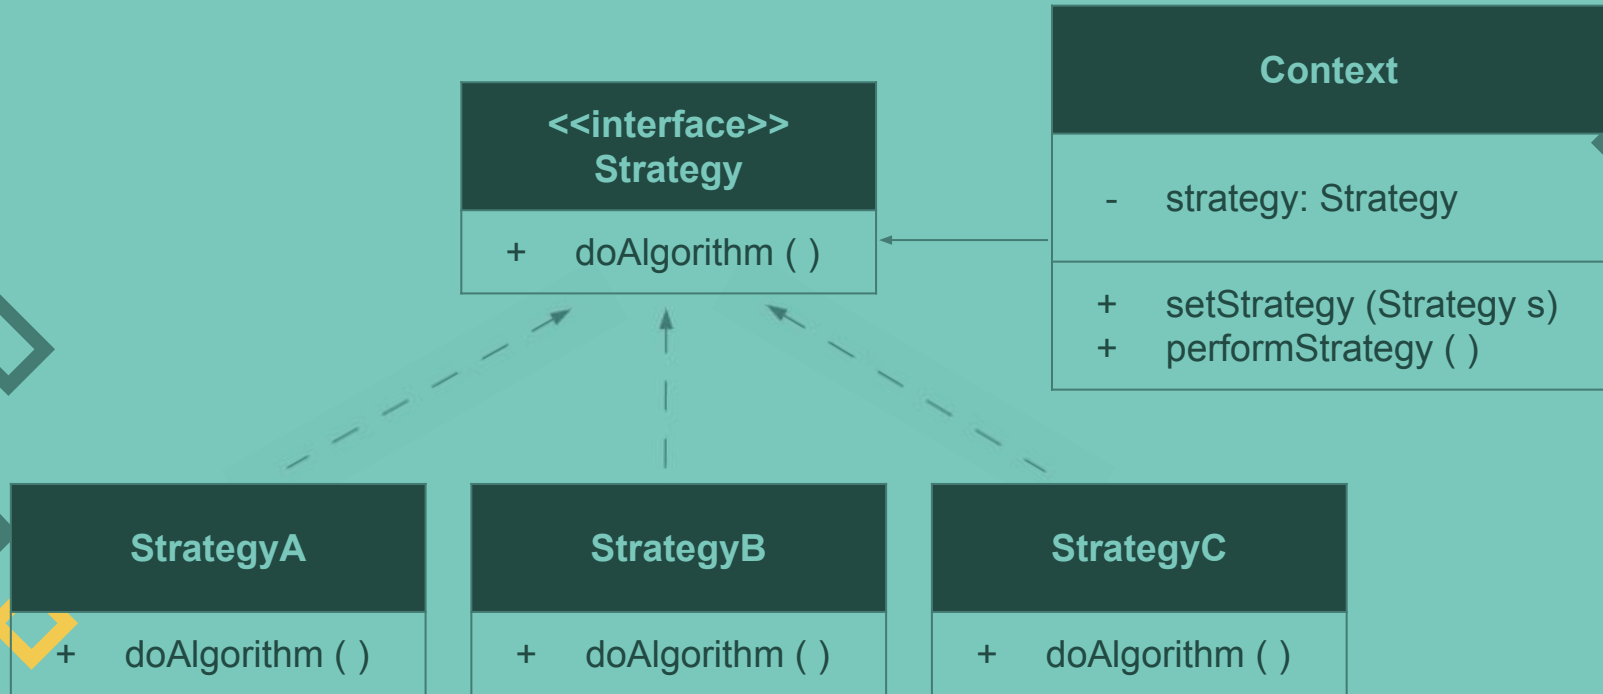 <<interface>>
Strategy
+ doAlgorithm ( )
Context
- strategy: Strategy
+ setStrategy (Strategy s)
+ performStrategy ( )
StrategyA
+ doAlgorithm ( )
StrategyB
+ doAlgorithm ( )
StrategyC
+ doAlgorithm ( )